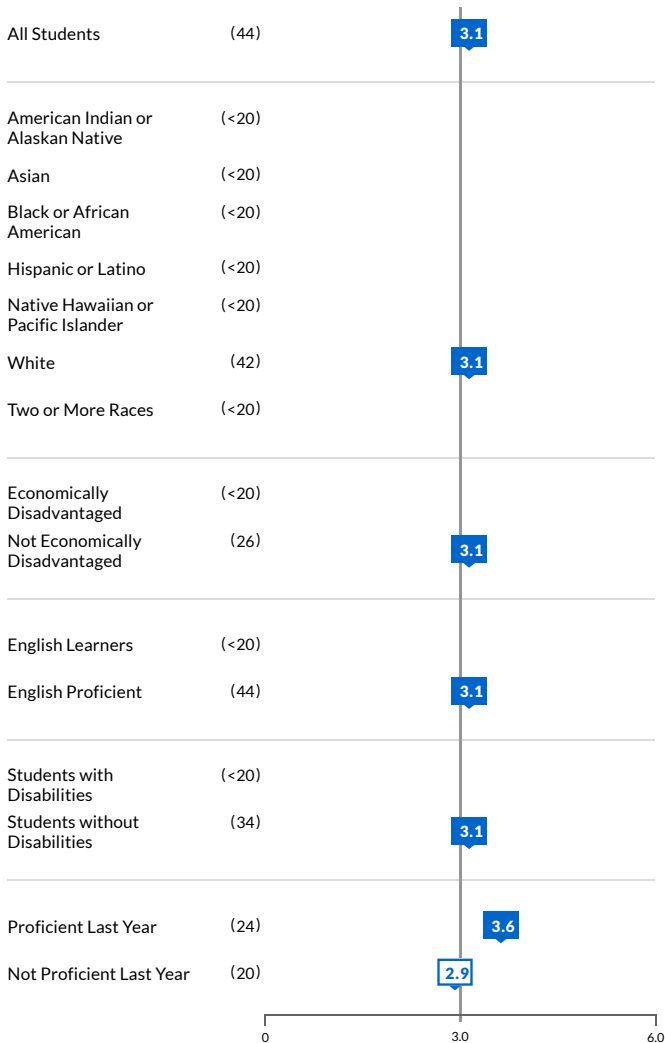 All Students (44) 3.1
American Indian or (<20)
Alaskan Native
Asian (<20)
Black or African (<20)
American
Hispanic or Latino (<20)
Native Hawaiian or (<20)
Pacific Islander
White (42) 3.1
Two or More Races (<20)
Economically (<20)
Disadvantaged
Not Economically (26) 3.1
Disadvantaged
English Learners (<20)
English Proficient (44) 3.1
Students with (<20)
Disabilities
Students without (34) 3.1
Disabilities
Proficient Last Year (24) 3.6
Not Proficient Last Year (20) 2.9
0 3.0 6.0